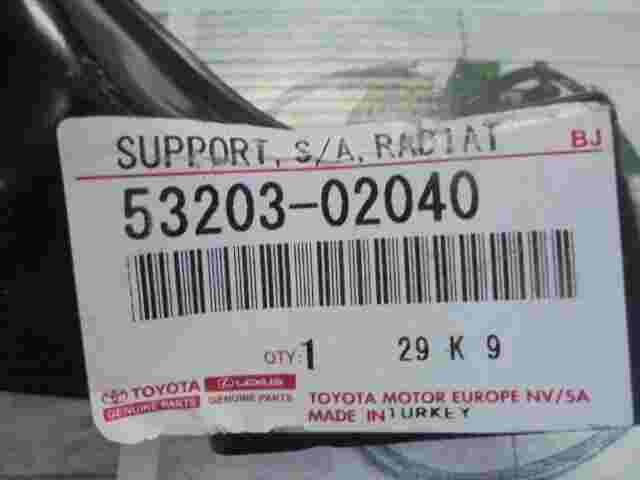 SUPPORT, S/A, RADIAT
BJ
53203-02040
QTY: 1 29 K 9
TOYOTA
GENUINE PARTS
LEXUS
GENUINE PARTS
TOYOTA MOTOR EUROPE NV/SA
MADE IN TURKEY